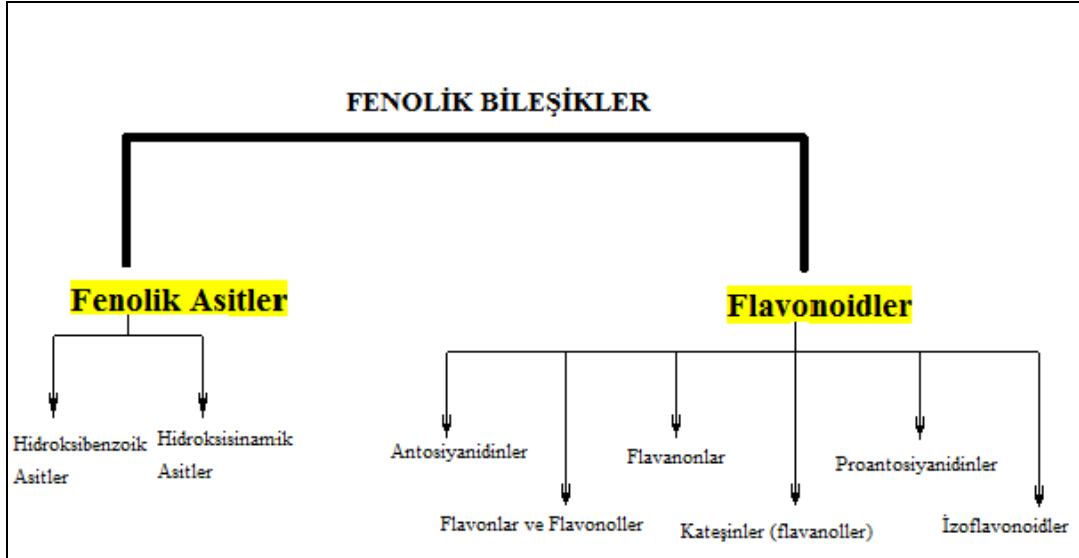 FENOLİK BİLEŞİKLER
Fenolik Asitler
Flavonoidler
Hidroksibenzoik
Asitler
Hidroksisinamik
Asitler
Antosiyanidinler
Flavonlar ve Flavonoller
Flavanonlar
Kateşinler (flavanoller)
Proantosiyanidinler
İzoflavonoidler